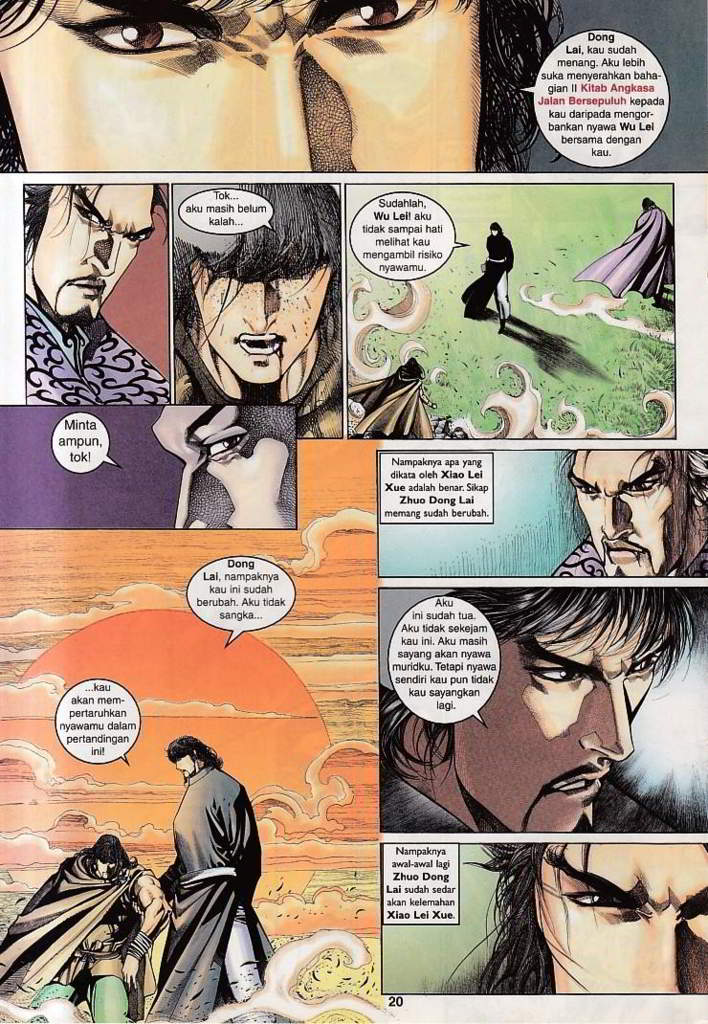 Dong
Lai, kau sudah
menang. Aku lebih
suka menyerahkan baha-
gian II Kitab Angkasa
Jalan Bersepuluh kepada
kau daripada mengor-
bankan nyawa Wu Lei
bersama dengan
kau.
Tok...
aku masih belum
kalah...
Sudahlah,
Wu Lei! aku
tidak sampai hati
melihat kau
mengambil risiko
nyawamu.
Minta
ampun,
tok!
Nampaknya apa yang
dikata oleh Xiao Lei
Xue adalah benar. Sikap
Zhuo Dong Lai
memang sudah berubah.
Dong
Lai, nampaknya
kau ini sudah
berubah. Aku tidak
sangka...
...kau
akan mem-
pertaruhkan
nyawamu dalam
pertandingan
ini!
Aku
ini sudah tua.
Aku tidak sekejam
kau ini. Aku masih
sayang akan nyawa
muridku. Tetapi nyawa
sendiri kau pun tidak
kau sayangkan
lagi.
Nampaknya
awal-awal lagi
Zhuo Dong
Lai sudah sedar
akan kelemahan
Xiao Lei Xue.
20